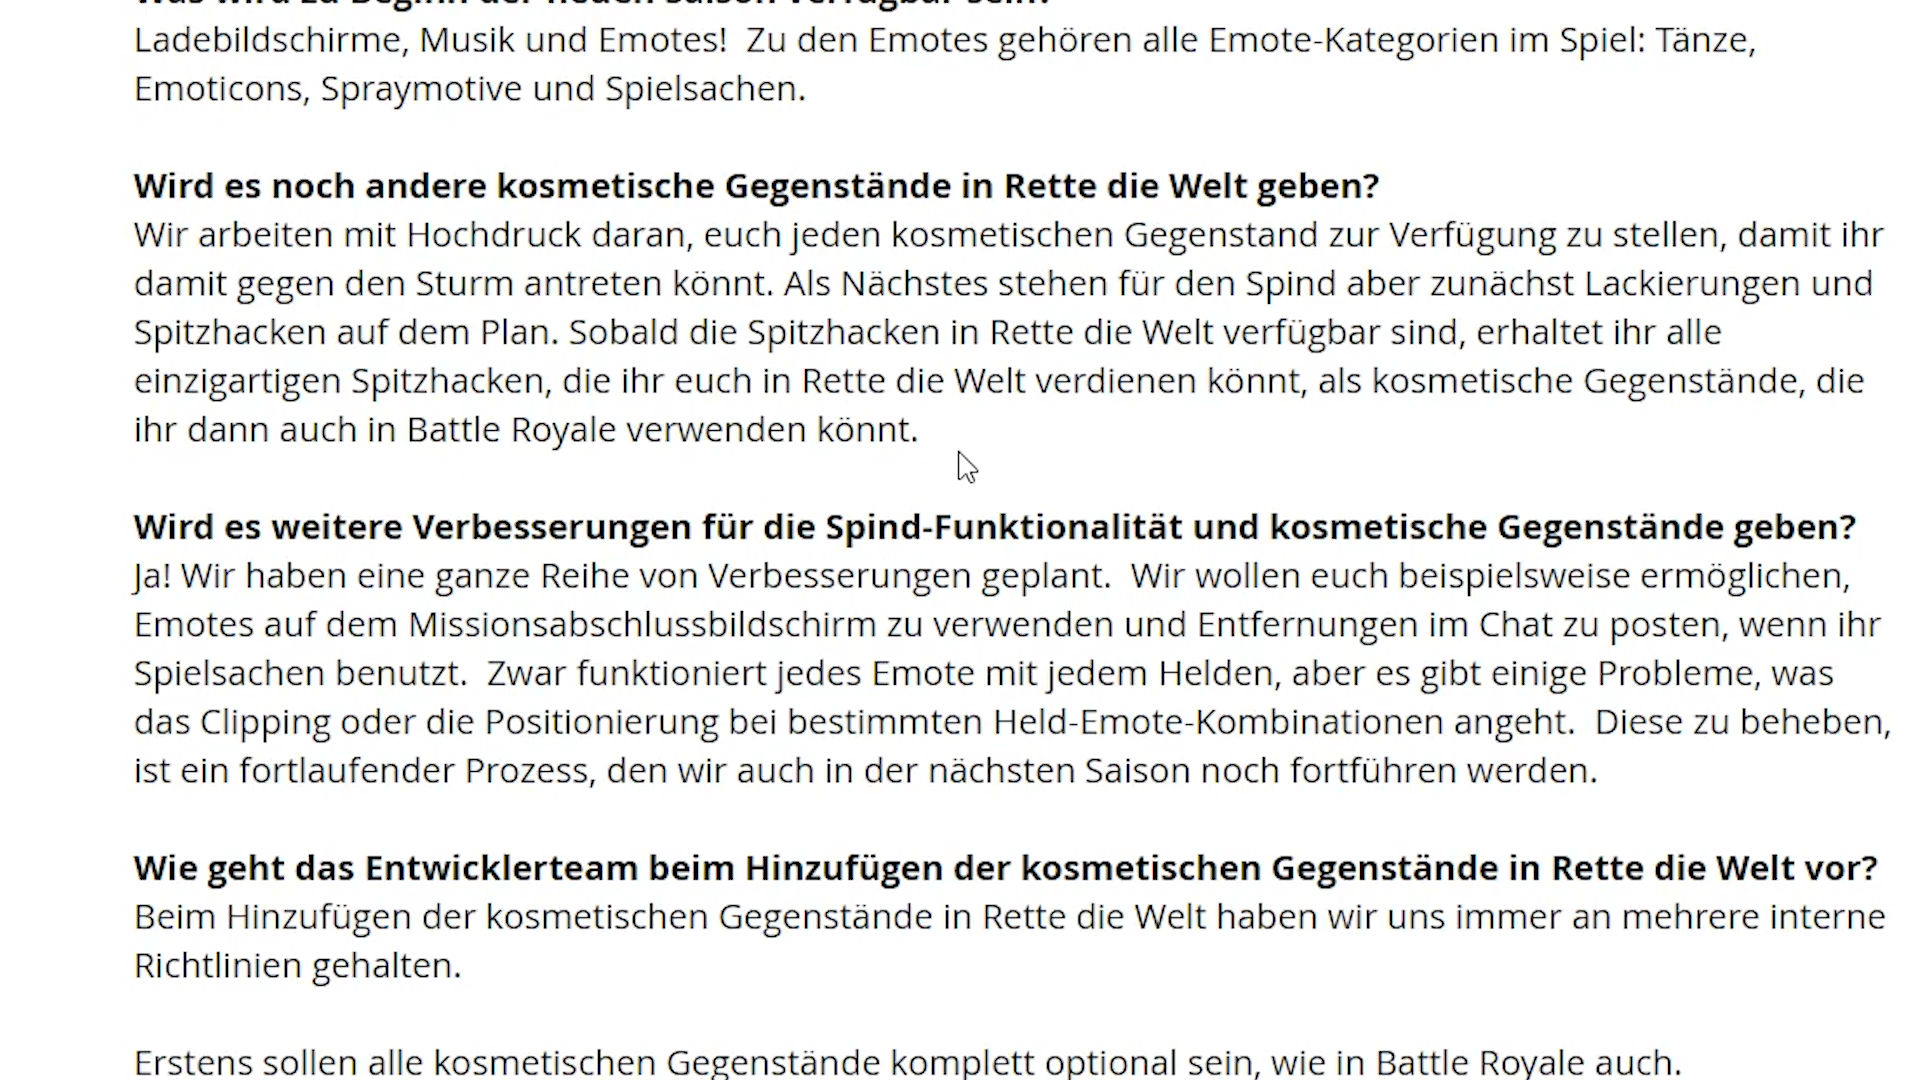 Was wird zu Beginn der neuen Saison verfügbar sein?
Ladebildschirme, Musik und Emotes!  Zu den Emotes gehören alle Emote-Kategorien im Spiel: Tänze,
Emoticons, Spraymotive und Spielsachen.
Wird es noch andere kosmetische Gegenstände in Rette die Welt geben?
Wir arbeiten mit Hochdruck daran, euch jeden kosmetischen Gegenstand zur Verfügung zu stellen, damit ihr
damit gegen den Sturm antreten könnt. Als Nächstes stehen für den Spind aber zunächst Lackierungen und
Spitzhacken auf dem Plan. Sobald die Spitzhacken in Rette die Welt verfügbar sind, erhaltet ihr alle
einzigartigen Spitzhacken, die ihr euch in Rette die Welt verdienen könnt, als kosmetische Gegenstände, die
ihr dann auch in Battle Royale verwenden könnt.
Wird es weitere Verbesserungen für die Spind-Funktionalität und kosmetische Gegenstände geben?
Ja! Wir haben eine ganze Reihe von Verbesserungen geplant.  Wir wollen euch beispielsweise ermöglichen,
Emotes auf dem Missionsabschlussbildschirm zu verwenden und Entfernungen im Chat zu posten, wenn ihr
Spielsachen benutzt.  Zwar funktioniert jedes Emote mit jedem Helden, aber es gibt einige Probleme, was
das Clipping oder die Positionierung bei bestimmten Held-Emote-Kombinationen angeht.  Diese zu beheben,
ist ein fortlaufender Prozess, den wir auch in der nächsten Saison noch fortführen werden.
Wie geht das Entwicklerteam beim Hinzufügen der kosmetischen Gegenstände in Rette die Welt vor?
Beim Hinzufügen der kosmetischen Gegenstände in Rette die Welt haben wir uns immer an mehrere interne
Richtlinien gehalten.
Erstens sollen alle kosmetischen Gegenstände komplett optional sein, wie in Battle Royale auch.